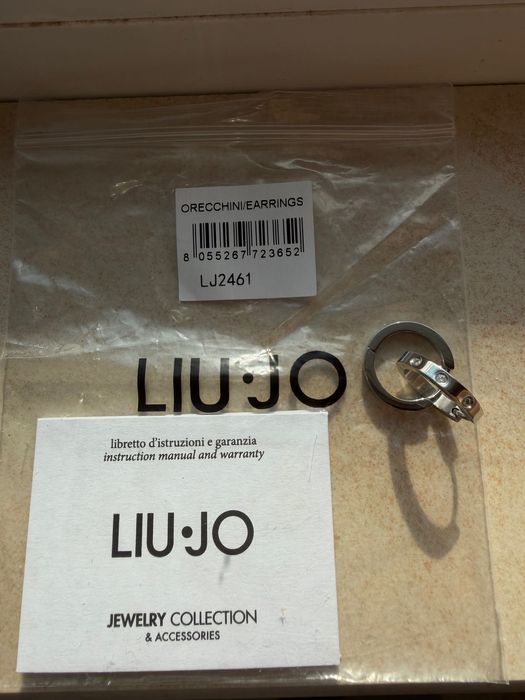 ORECCHINI/EARRINGS
8 055267 723652
LJ2461
LIU·JO
libretto d'istruzioni e garanzia
instruction manual and warranty
LIU·JO
JEWELRY COLLECTION
& ACCESSORIES